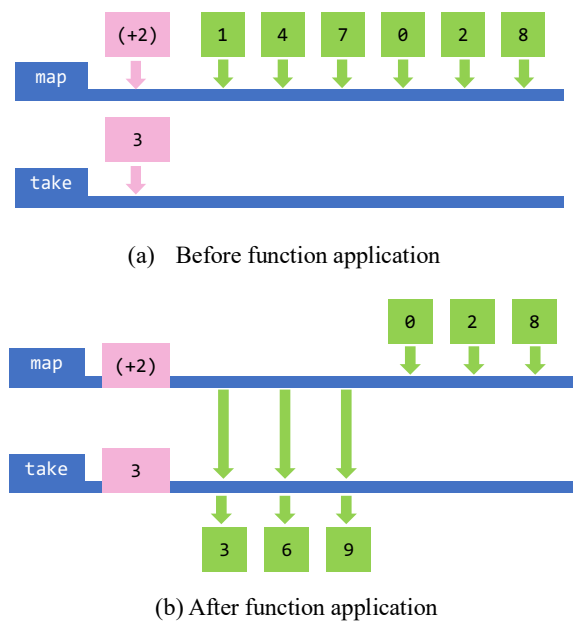 (+2) 1 4 7 0 2 8
map
3
take
(a) Before function application
0 2 8
map (+2)
take 3
3 6 9
(b) After function application